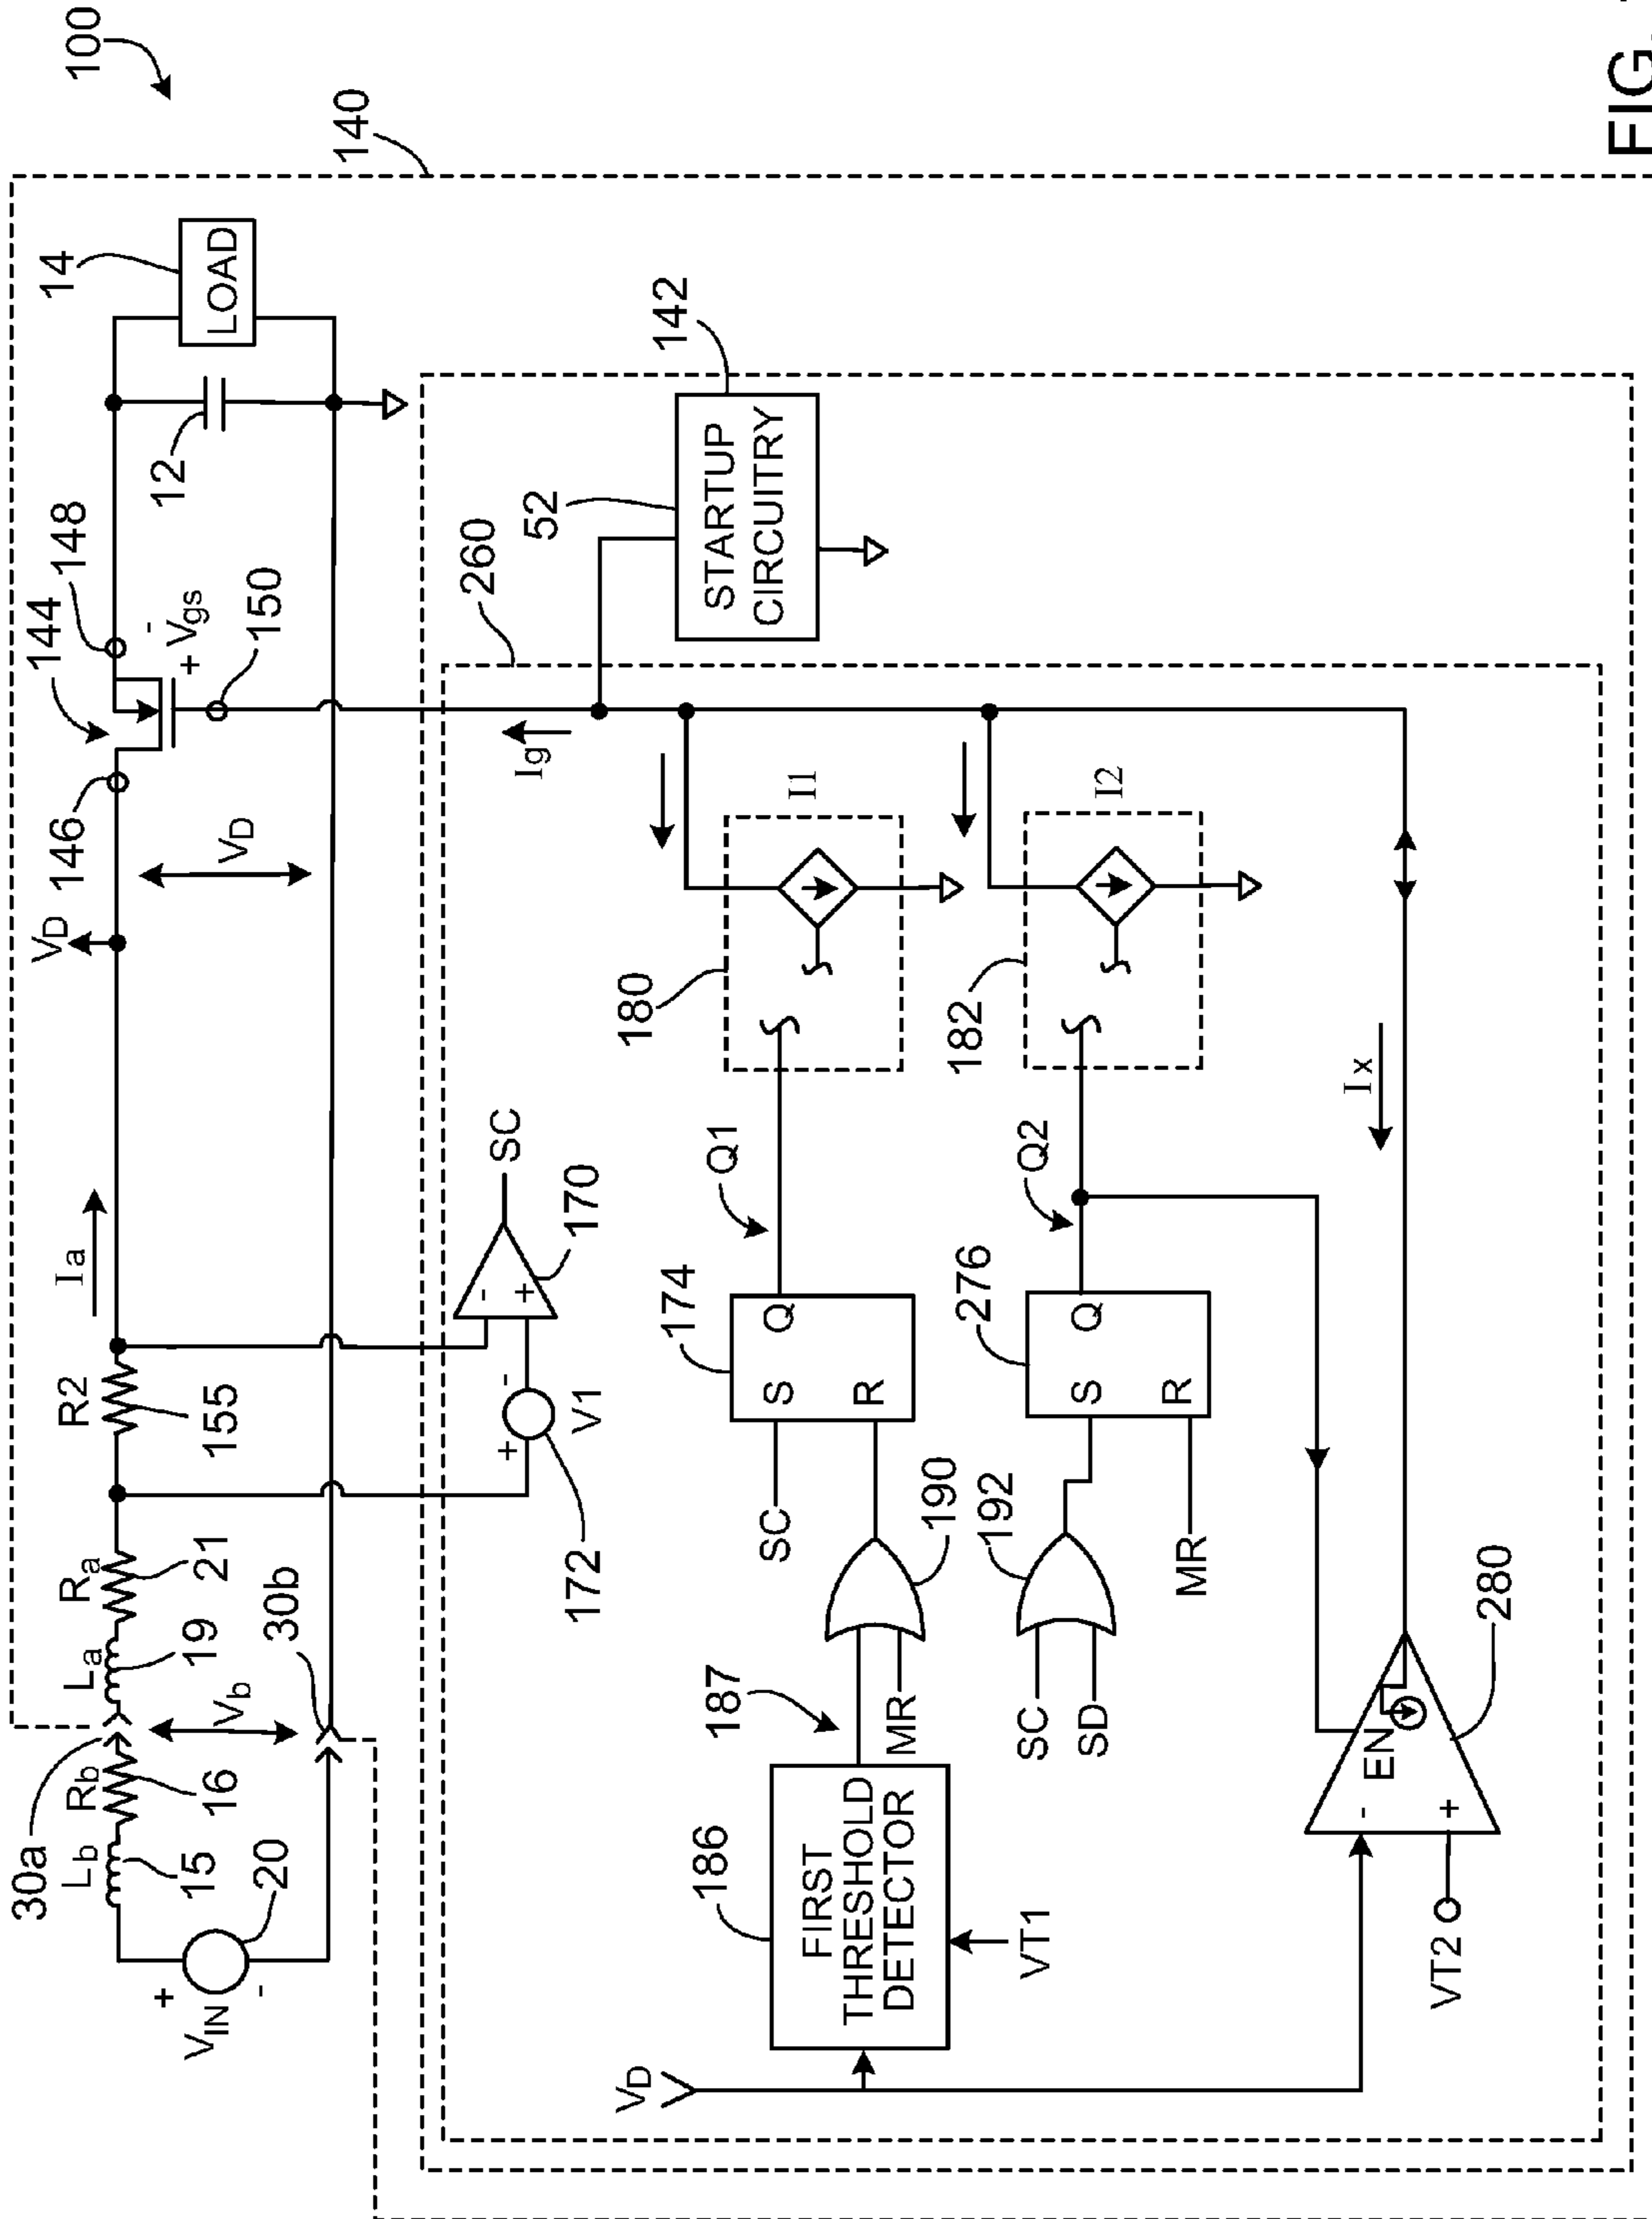 100
140
30a
Lb
15
Rb
16
La
19
Ra
21
R2
155
Ia
VD
146
144
148
14
LOAD
+
VIN
-
20
Vb
30b
VD
+ Vgs
-
150
12
172
+
-
V1
-
+
170
SC
260
52
STARTUP
CIRCUITRY
142
Ig
VD
186
FIRST
THRESHOLD
DETECTOR
VT1
187
MR
190
SC
174
S
R
Q
Q1
180
I1
SC
SD
192
MR
276
S
R
Q
Q2
182
I2
VT2
-
+
EN
280
Ix
FIG.